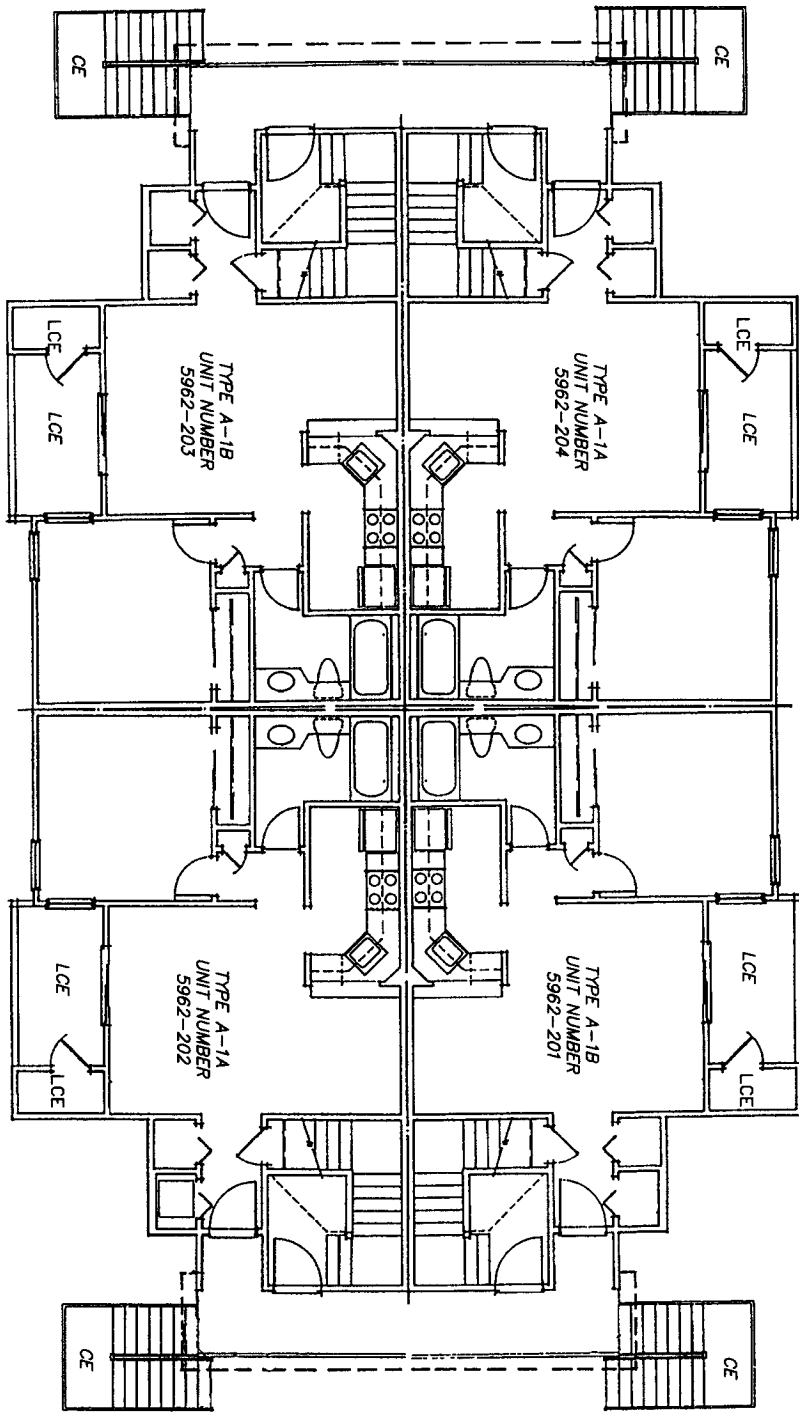 CE
CE
LCE
LCE
TYPE A-1B
UNIT NUMBER
5962-203
TYPE A-1A
UNIT NUMBER
5962-204
LCE
LCE
LCE
LCE
TYPE A-1A
UNIT NUMBER
5962-202
TYPE A-1B
UNIT NUMBER
5962-201
LCE
LCE
CE
CE